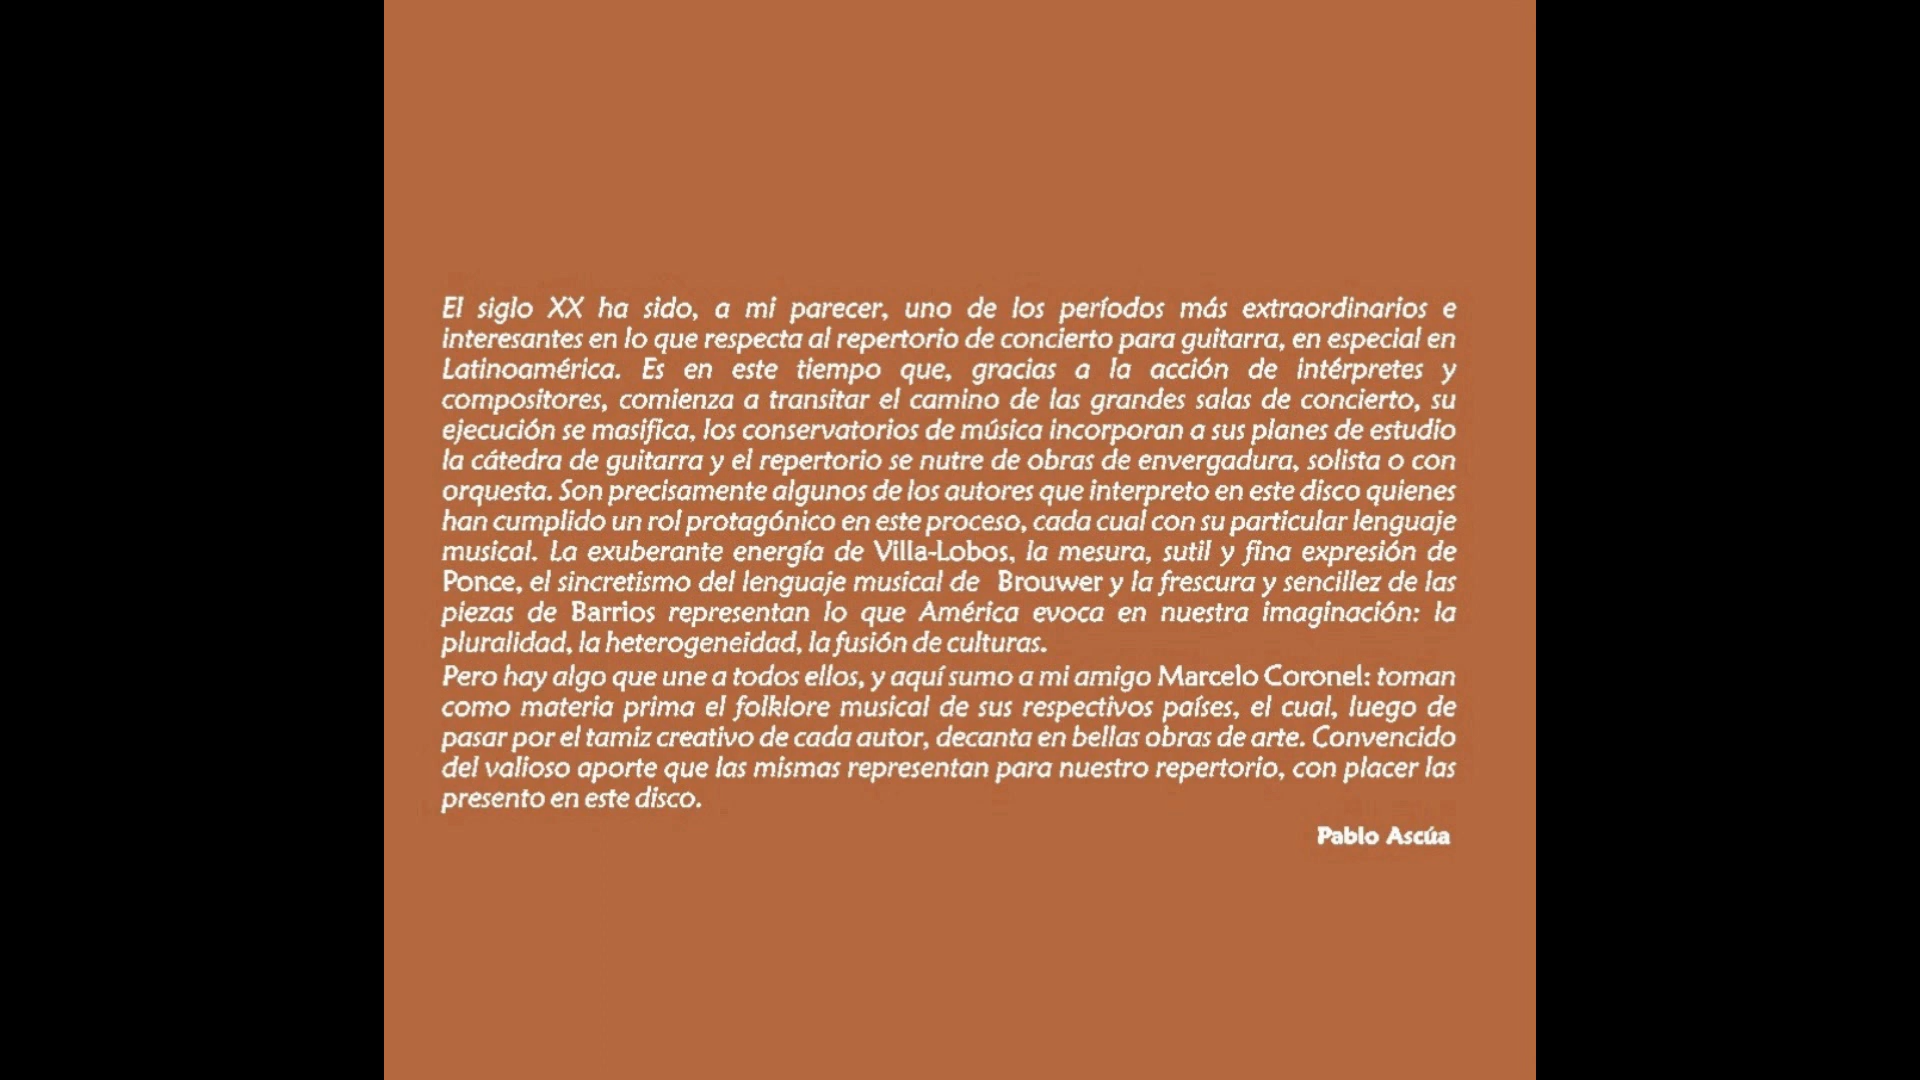 El siglo XX ha sido, a mi parecer, uno de los períodos más extraordinarios e
interesantes en lo que respecta al repertorio de concierto para guitarra, en especial en
Latinoamérica. Es en este tiempo que, gracias a la acción de intérpretes y
compositores, comienza a transitar el camino de las grandes salas de concierto, su
ejecución se masifica, los conservatorios de música incorporan a sus planes de estudio
la cátedra de guitarra y el repertorio se nutre de obras de envergadura, solista o con
orquesta. Son precisamente algunos de los autores que interpreto en este disco quienes
han cumplido un rol protagónico en este proceso, cada cual con su particular lenguaje
musical. La exuberante energía de Villa-Lobos, la mesura, sutil y fina expresión de
Ponce, el sincretismo del lenguaje musical de Brouwer y la frescura y sencillez de las
piezas de Barrios representan lo que América evoca en nuestra imaginación: la
pluralidad, la heterogeneidad, la fusión de culturas.
Pero hay algo que une a todos ellos, y aquí sumo a mi amigo Marcelo Coronel: toman
como materia prima el folklore musical de sus respectivos países, el cual, luego de
pasar por el tamiz creativo de cada autor, decanta en bellas obras de arte. Convencido
del valioso aporte que las mismas representan para nuestro repertorio, con placer las
presento en este disco.
Pablo Ascúa